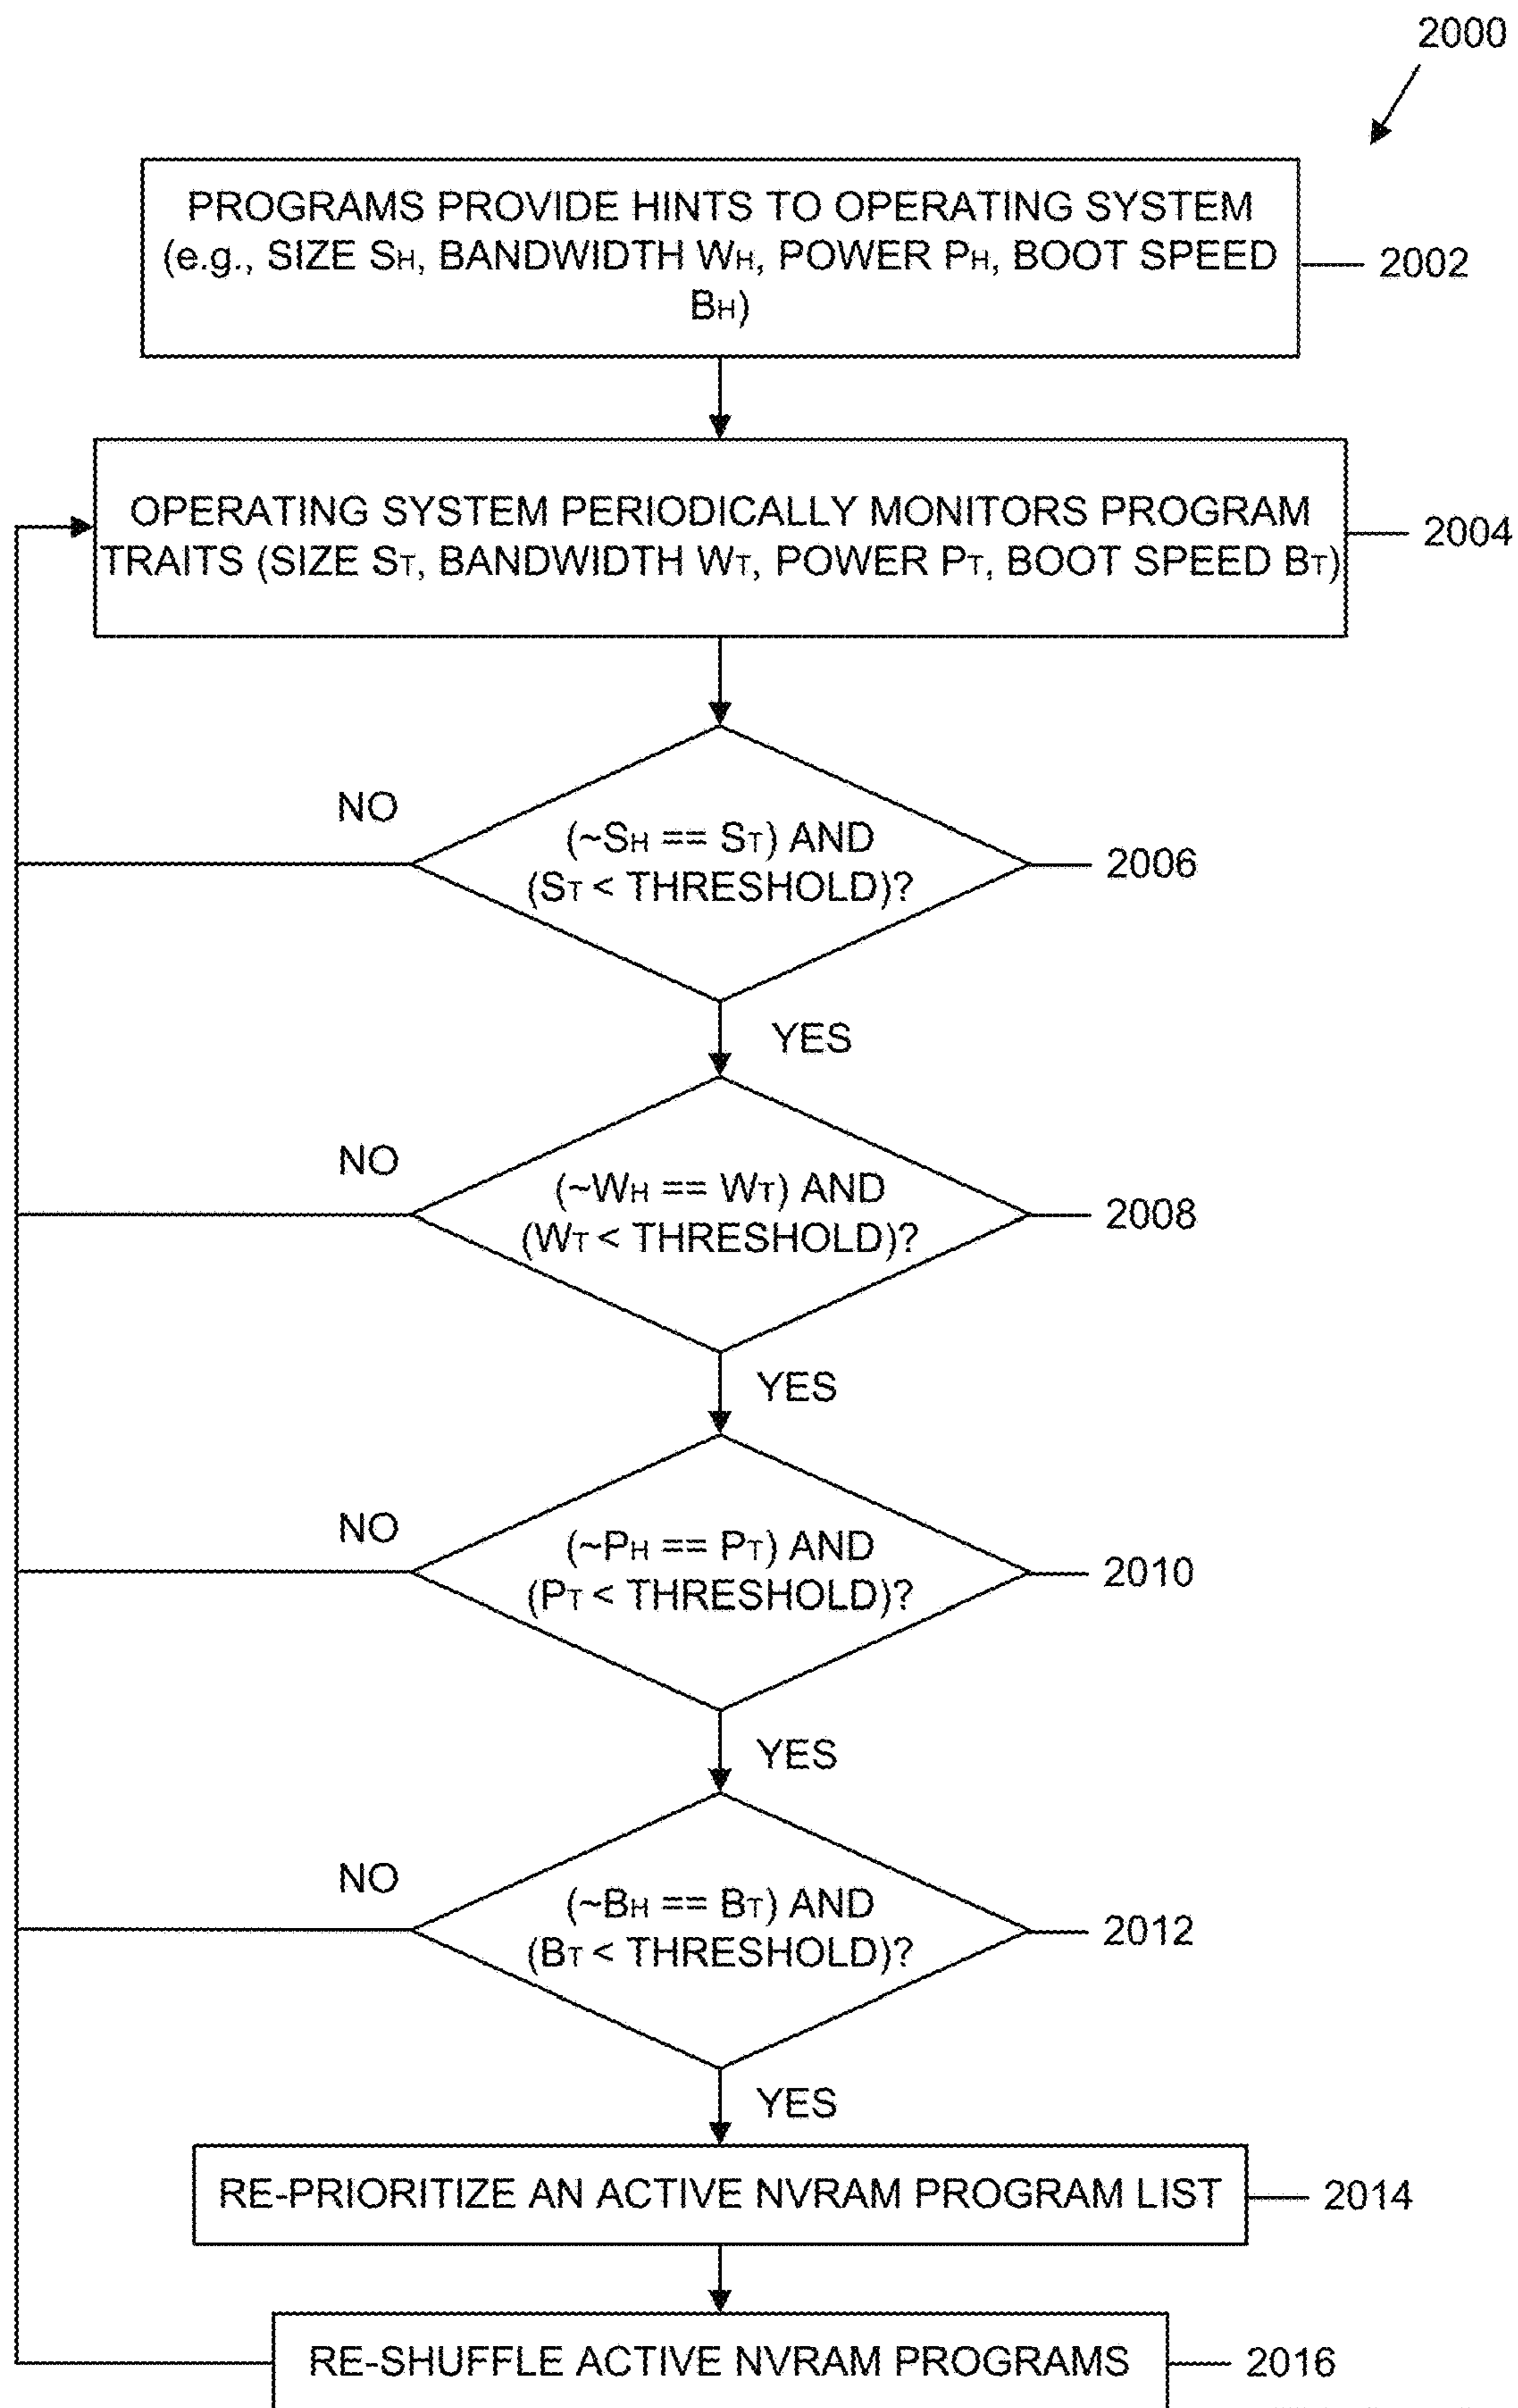 2000
PROGRAMS PROVIDE HINTS TO OPERATING SYSTEM
(e.g., SIZE SH, BANDWIDTH WH, POWER PH, BOOT SPEED
BH)
2002
OPERATING SYSTEM PERIODICALLY MONITORS PROGRAM
TRAITS (SIZE ST, BANDWIDTH WT, POWER PT, BOOT SPEED BT)
2004
NO
(~SH == ST) AND
(ST < THRESHOLD)?
2006
YES
NO
(~WH == WT) AND
(WT < THRESHOLD)?
2008
YES
NO
(~PH == PT) AND
(PT < THRESHOLD)?
2010
YES
NO
(~BH == BT) AND
(BT < THRESHOLD)?
2012
YES
RE-PRIORITIZE AN ACTIVE NVRAM PROGRAM LIST
2014
RE-SHUFFLE ACTIVE NVRAM PROGRAMS
2016